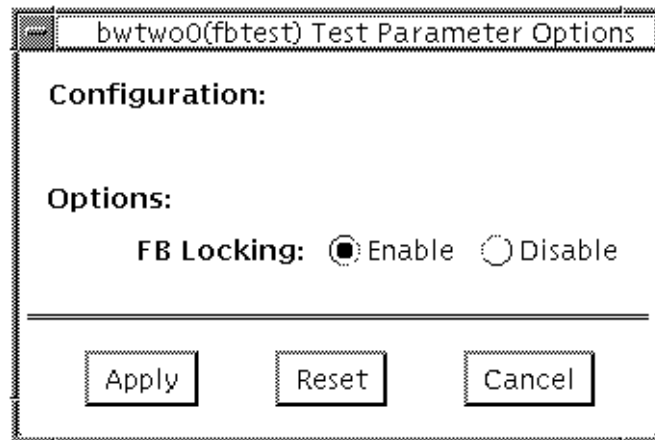 bwtwo0(fbtest) Test Parameter Options
Configuration:
Options:
FB Locking: Enable Disable
Apply Reset Cancel